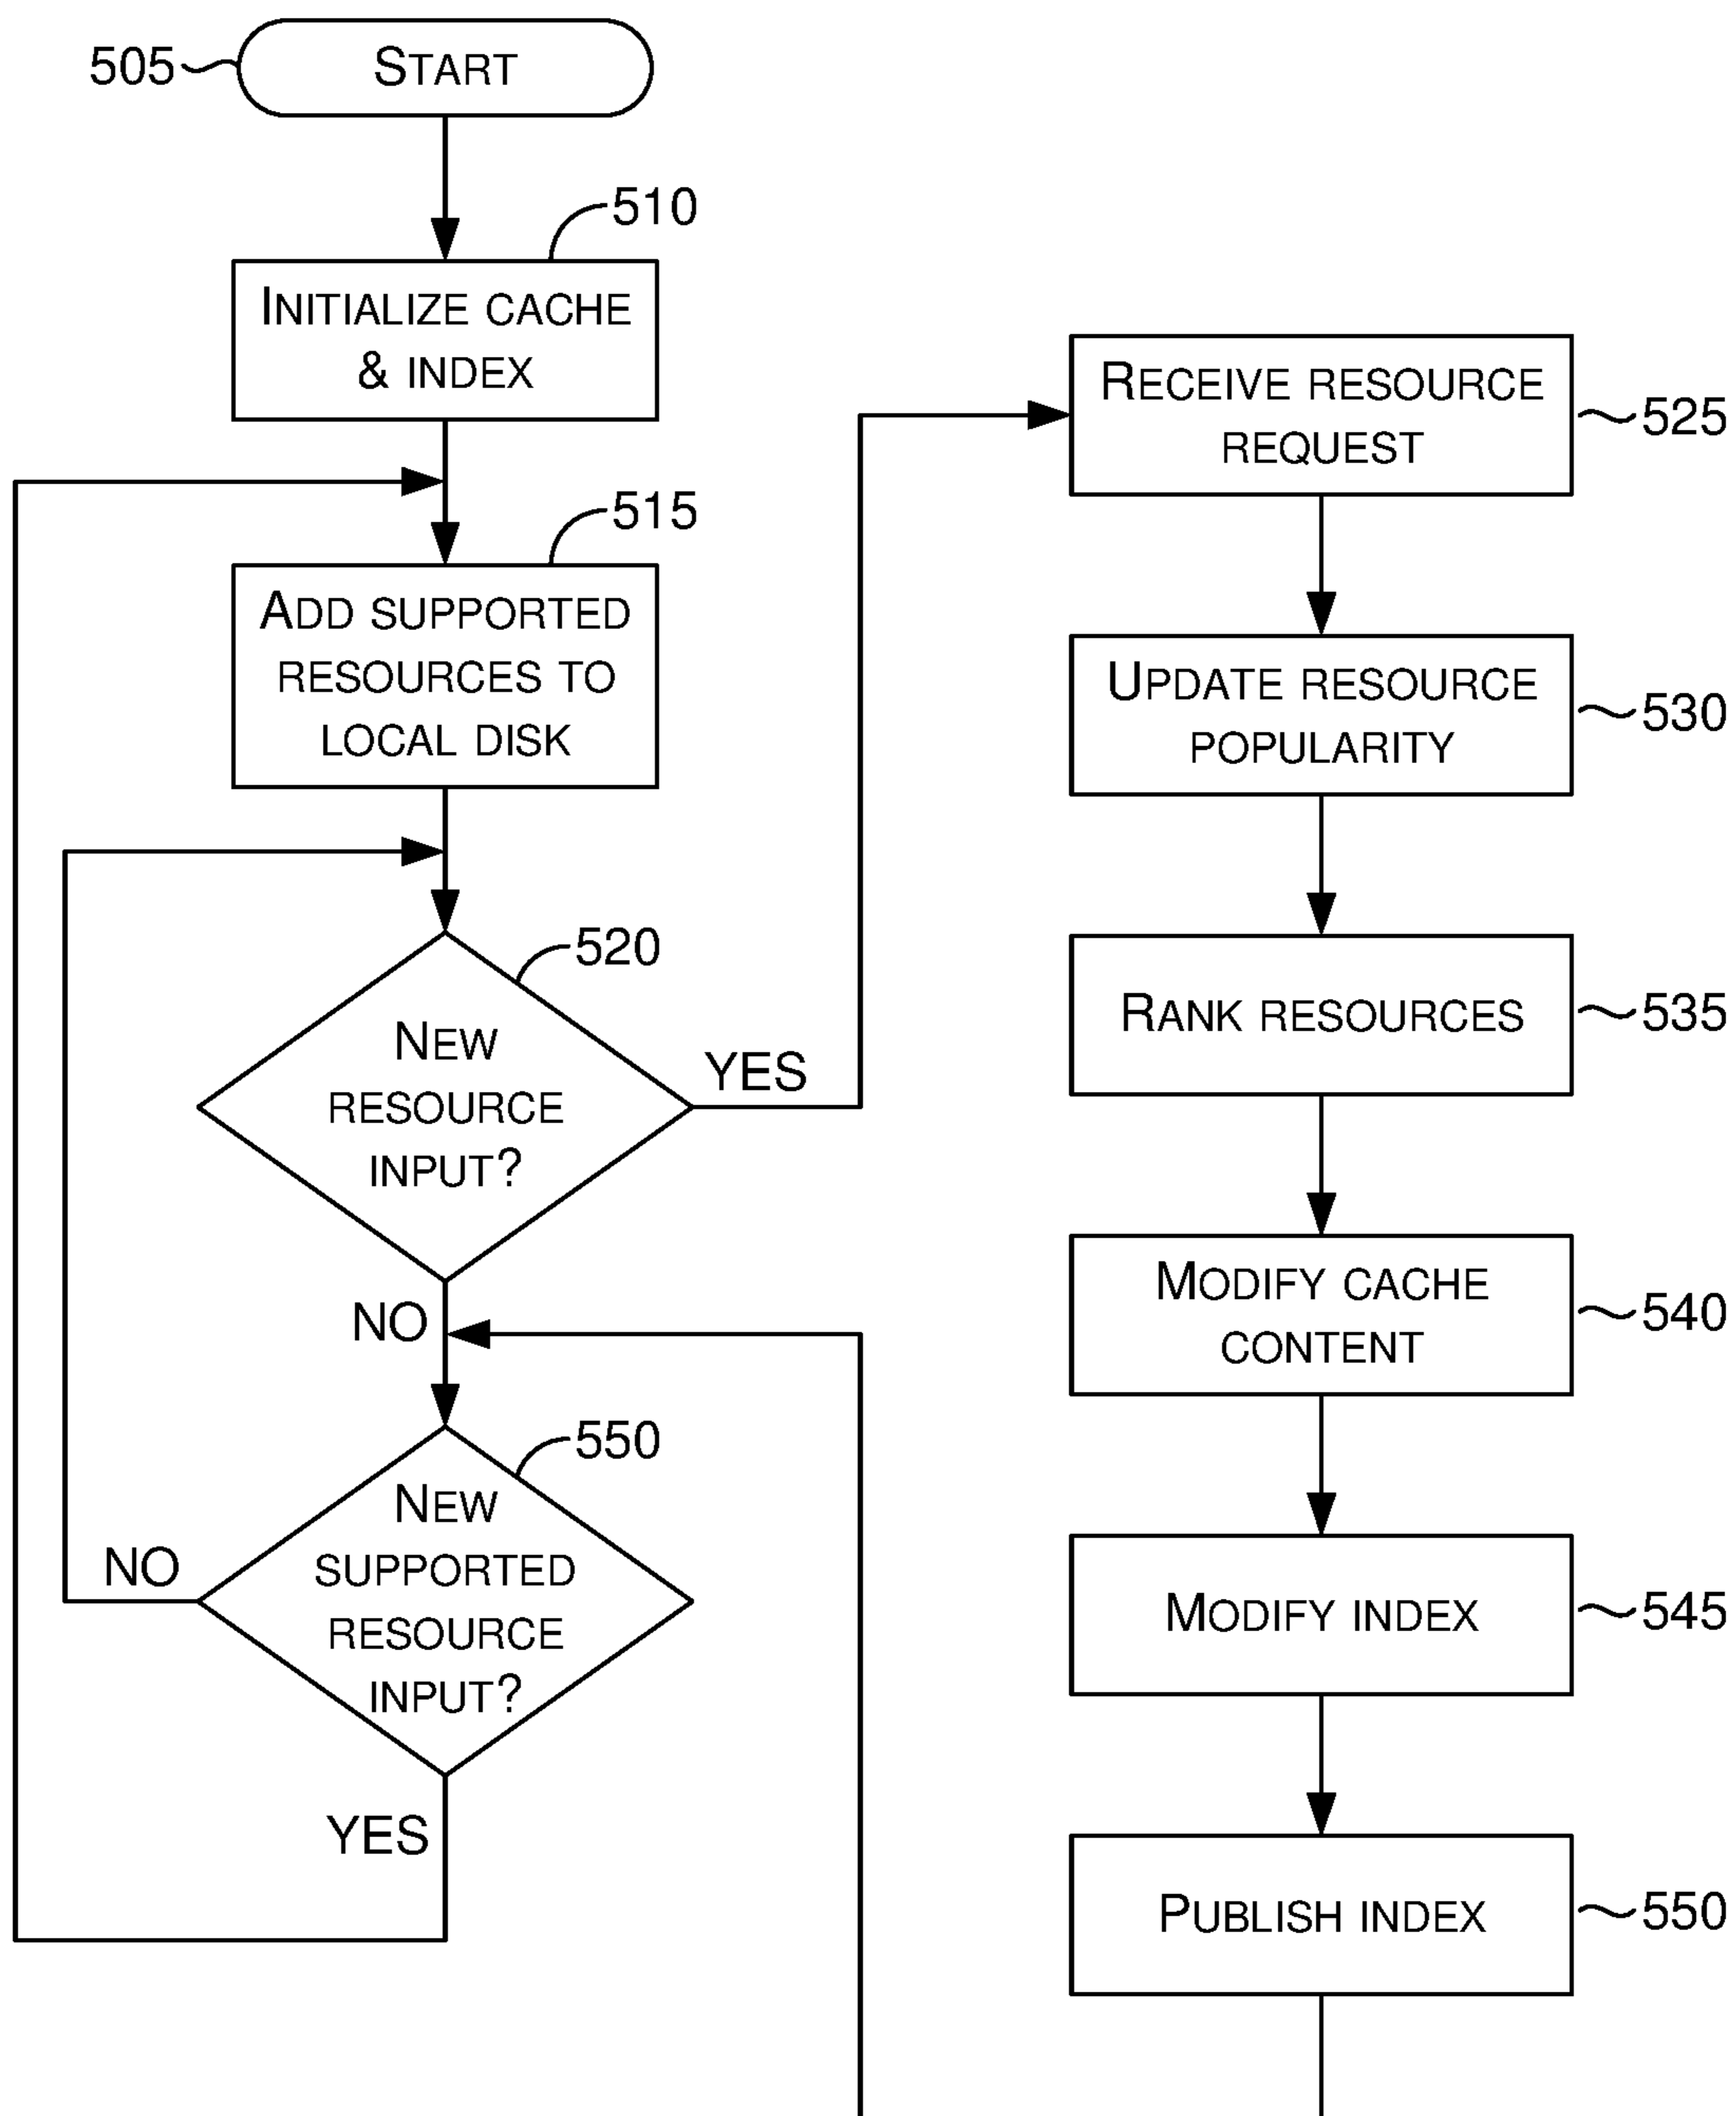 505
START
510
INITIALIZE CACHE
& INDEX
515
ADD SUPPORTED
RESOURCES TO
LOCAL DISK
520
NEW
RESOURCE
INPUT?
YES
NO
550
NEW
SUPPORTED
RESOURCE
INPUT?
NO
YES
RECEIVE RESOURCE
REQUEST
525
UPDATE RESOURCE
POPULARITY
530
RANK RESOURCES
535
MODIFY CACHE
CONTENT
540
MODIFY INDEX
545
PUBLISH INDEX
550